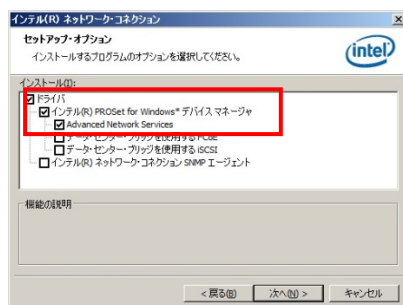 インテル(R) ネットワーク・コネクション
セットアップ・オプション
インストールするプログラムのオプションを選択してください。
intel
インストール(I):
ドライバ
インテル(R) PROSet for Windows* デバイス マネージャ
Advanced Network Services
データ・センター・ブリッジを使用する FCoE
データ・センター・ブリッジを使用する iSCSI
インテル(R) ネットワーク・コネクション SNMP エージェント
機能の説明
< 戻る(B)
次へ(N) >
キャンセル